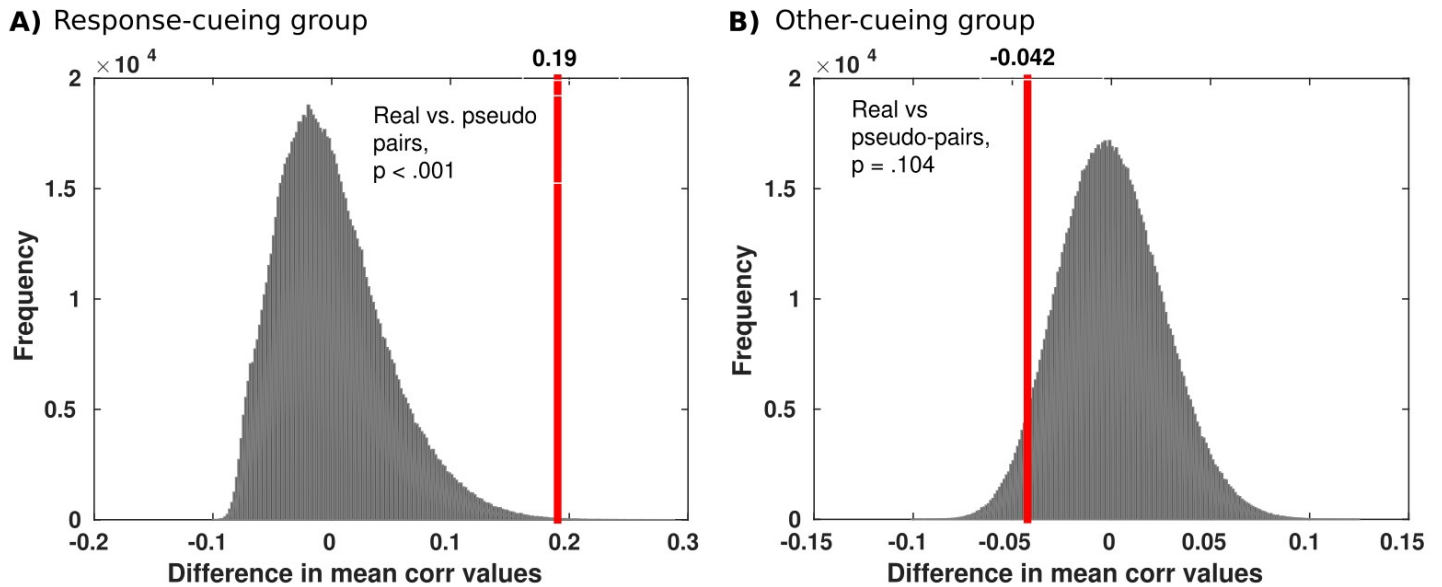 A) Response-cueing group
0.19
×10 4
2
1.5
1
0.5
0
Frequency
Real vs. pseudo
pairs,
p < .001
-0.2 -0.1 0 0.1 0.2 0.3
Difference in mean corr values
B) Other-cueing group
-0.042
×10 4
2
1.5
1
0.5
0
Frequency
Real vs
pseudo-pairs,
p = .104
-0.15 -0.1 -0.05 0 0.05 0.1 0.15
Difference in mean corr values